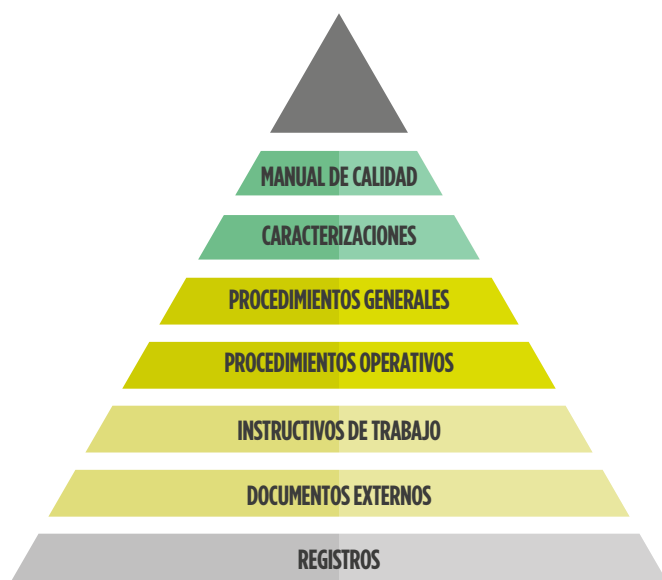 MANUAL DE CALIDAD
CARACTERIZACIONES
PROCEDIMIENTOS GENERALES
PROCEDIMIENTOS OPERATIVOS
INSTRUCTIVOS DE TRABAJO
DOCUMENTOS EXTERNOS
REGISTROS